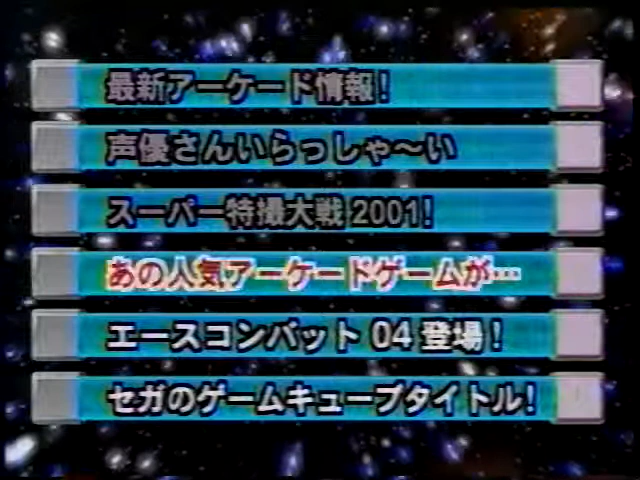 最新アーケード情報!
声優さんいらっしゃ〜い
スーパー特撮大戦 2001!
あの人気アーケードゲームが…
エースコンバット 04 登場!
セガのゲームキューブタイトル!